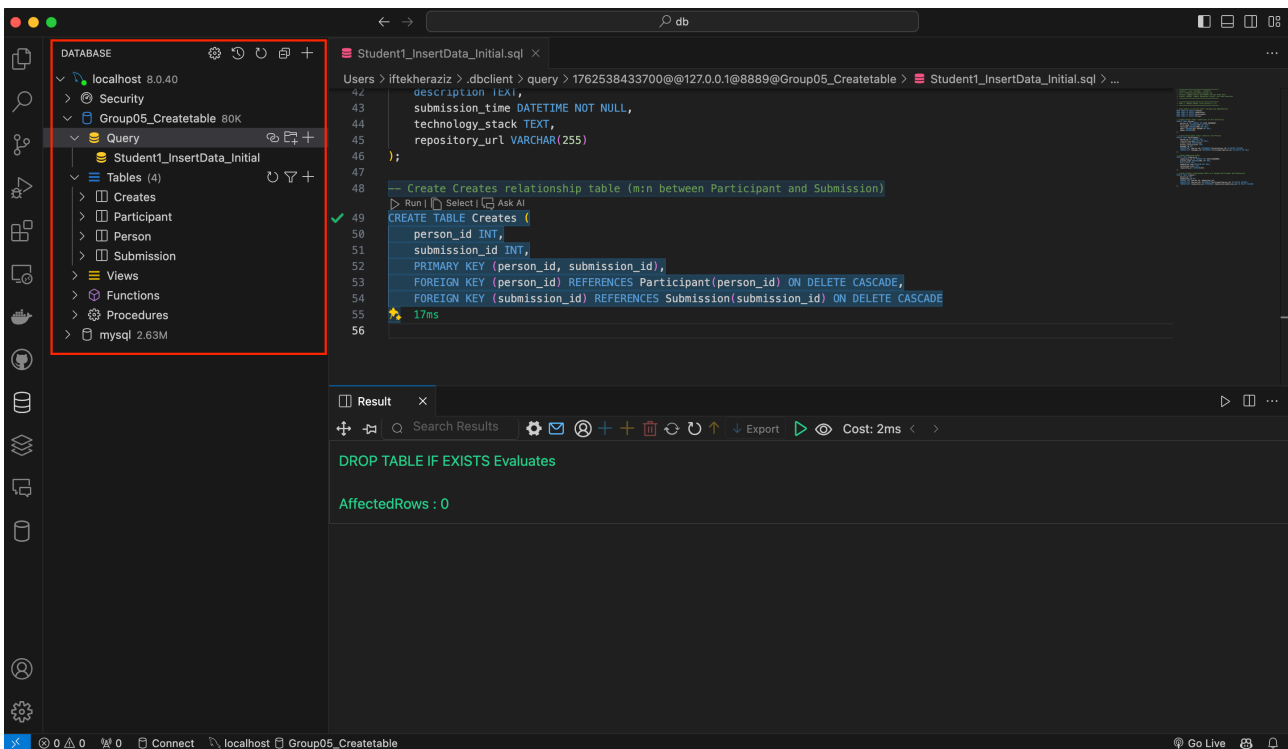 db
DATABASE
localhost 8.0.40
Security
Group05_Createtable 80K
Query
Student1_InsertData_Initial
Tables (4)
Creates
Participant
Person
Submission
Views
Functions
Procedures
mysql 2.63M
Student1_InsertData_Initial.sql
Users > iftekheraziz > .dbclient > query > 1762538433700@@127.0.0.1@8889@Group05_Createtable > Student1_InsertData_Initial.sql > ...
42 description TEXT,
43 submission_time DATETIME NOT NULL,
44 technology_stack TEXT,
45 repository_url VARCHAR(255)
46 );
47
48 -- Create Creates relationship table (m:n between Participant and Submission)
Run | Select | Ask AI
49 CREATE TABLE Creates (
50 person_id INT,
51 submission_id INT,
52 PRIMARY KEY (person_id, submission_id),
53 FOREIGN KEY (person_id) REFERENCES Participant(person_id) ON DELETE CASCADE,
54 FOREIGN KEY (submission_id) REFERENCES Submission(submission_id) ON DELETE CASCADE
55 17ms
56
Result
Search Results Export Cost: 2ms
DROP TABLE IF EXISTS Evaluates
AffectedRows : 0
0 0 0 Connect localhost Group05_Createtable Go Live